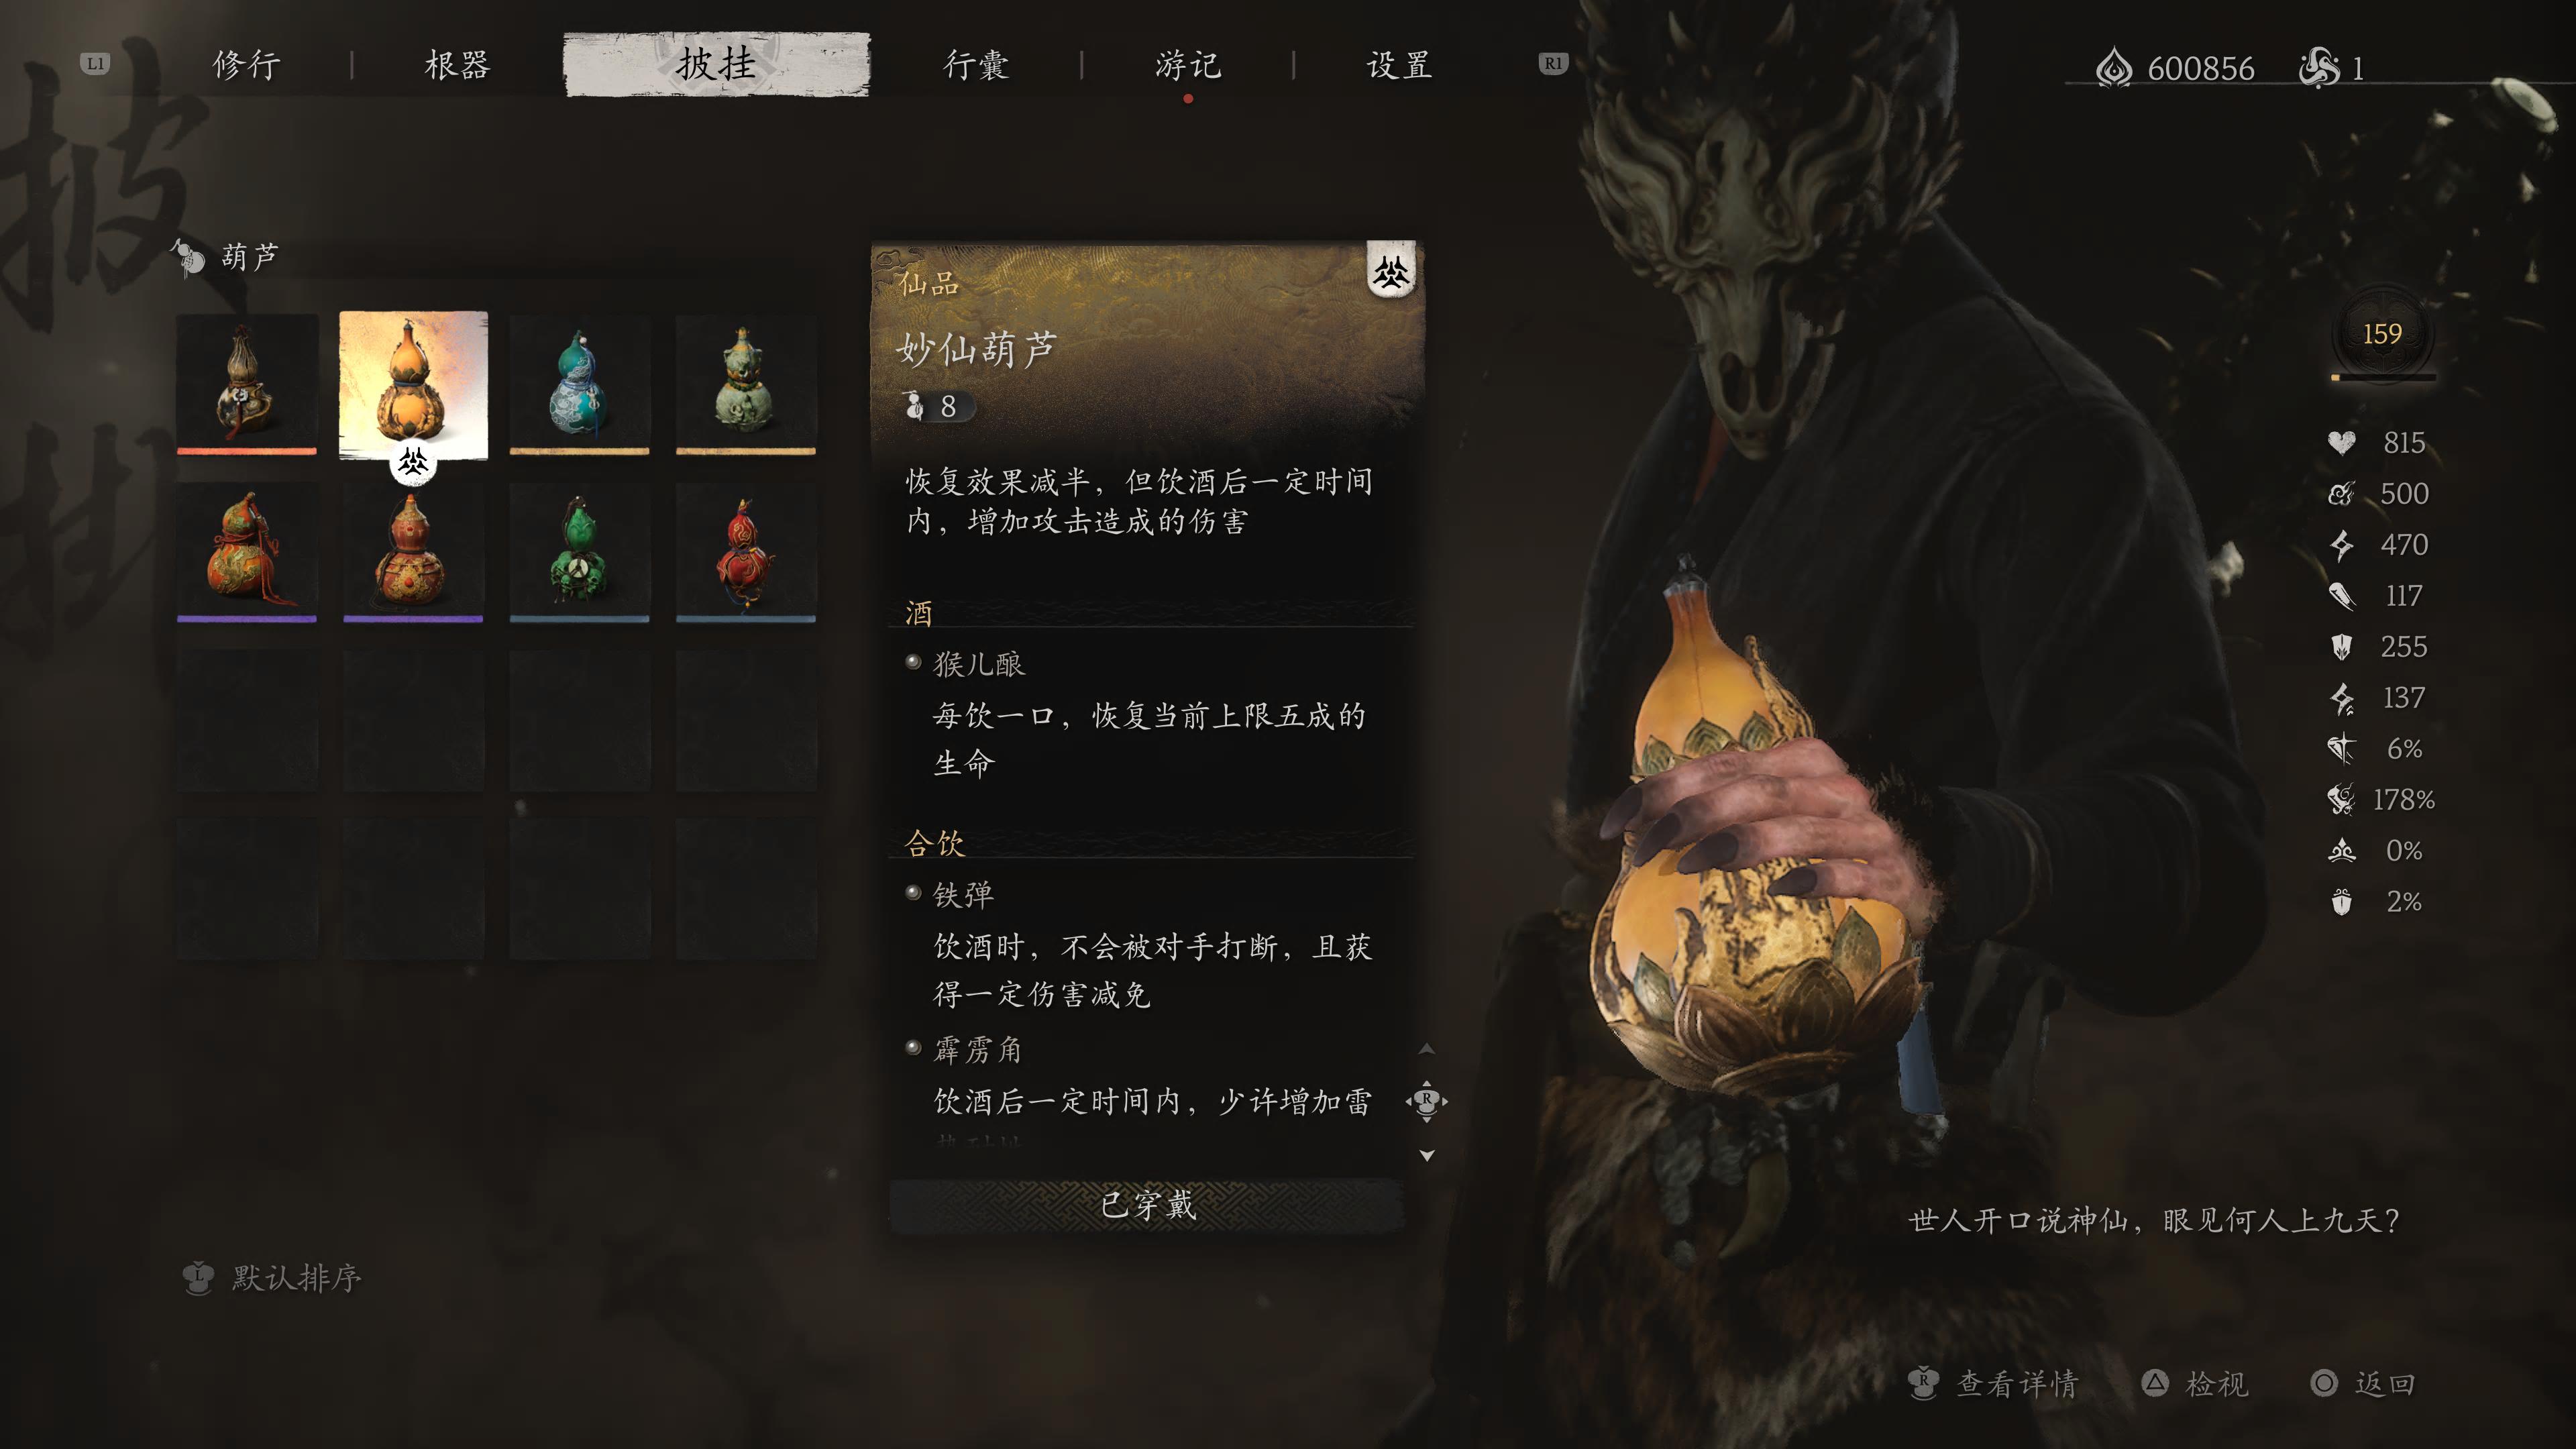 L1
修行
根器
披挂
行囊
游记
设置
R1
600856
1
披挂
葫芦
仙品
妙仙葫芦
8
恢复效果减半，但饮酒后一定时间
内，增加攻击造成的伤害
酒
猴儿酿
每饮一口，恢复当前上限五成的
生命
合饮
铁弹
饮酒时，不会被对手打断，且获
得一定伤害减免
霹雳角
饮酒后一定时间内，少许增加雷
R
已穿戴
159
815
500
470
117
255
137
6%
178%
0%
2%
世人开口说神仙，眼见何人上九天？
L 默认排序
R 查看详情
检视
返回